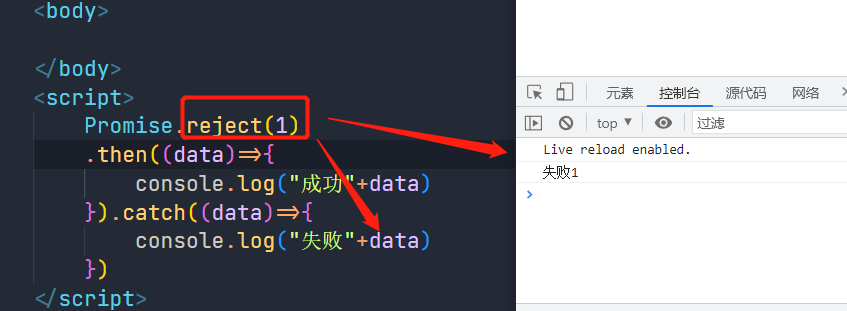 <body>
</body>
<script>
Promise.reject(1)
.then((data)=>{
console.log("成功"+data)
}).catch((data)=>{
console.log("失败"+data)
})
</script>
元素 控制台 源代码 网络
top ▼ 过滤
Live reload enabled.
失败1
>